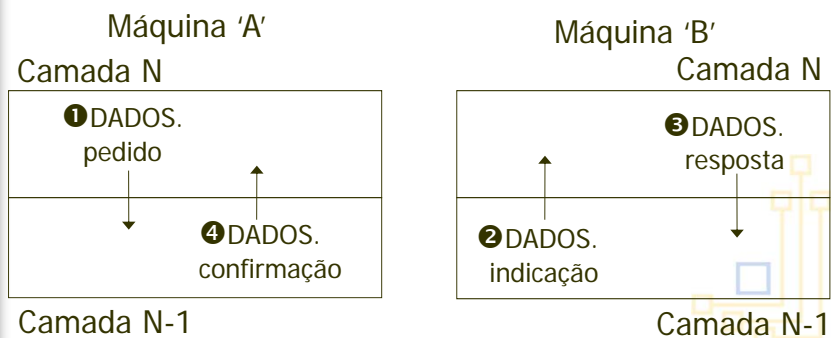 Máquina ‘A’
Camada N
❶DADOS.
pedido
❹DADOS.
confirmação
Camada N-1
Máquina ‘B’
Camada N
❸DADOS.
resposta
❷DADOS.
indicação
Camada N-1